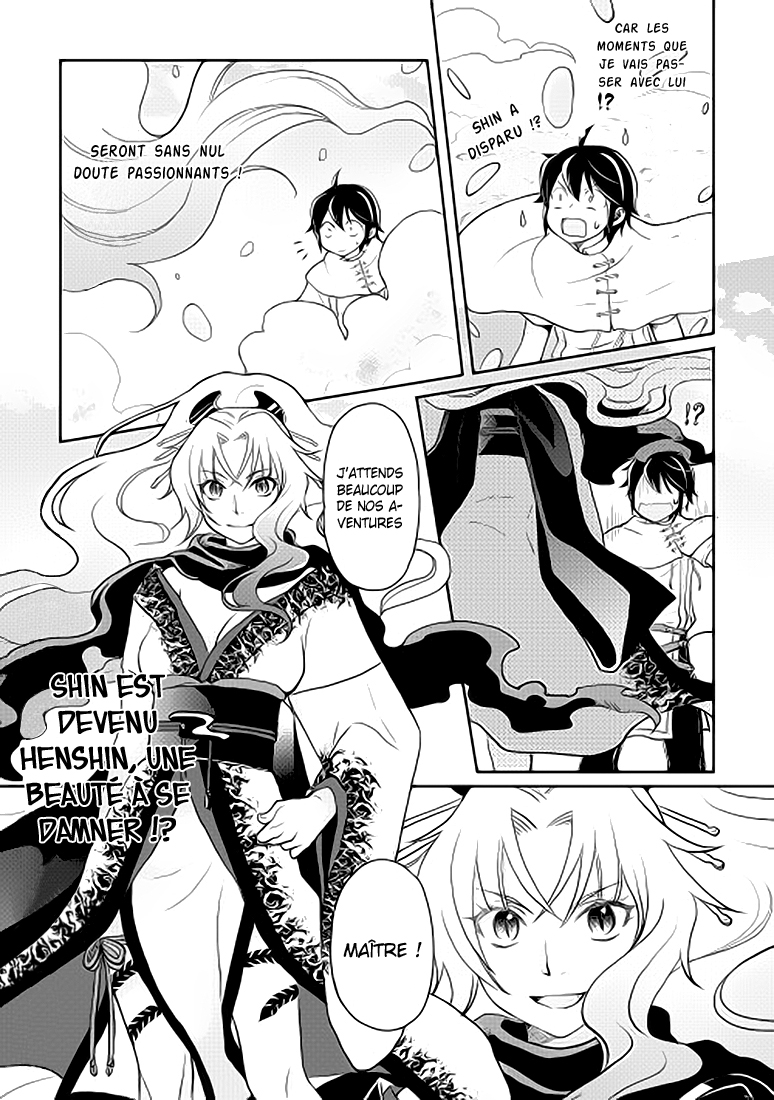 CAR LES
MOMENTS QUE
JE VAIS PAS-
SER AVEC LUI
!?
SHIN A
DISPARU !?
SERONT SANS NUL
DOUTE PASSIONNANTS !
!?
J'ATTENDS
BEAUCOUP
DE NOS A-
VENTURES
SHIN EST
DEVENU
HENSHIN, UNE
BEAUTÉ À SE
DAMNER !?
MAÎTRE !